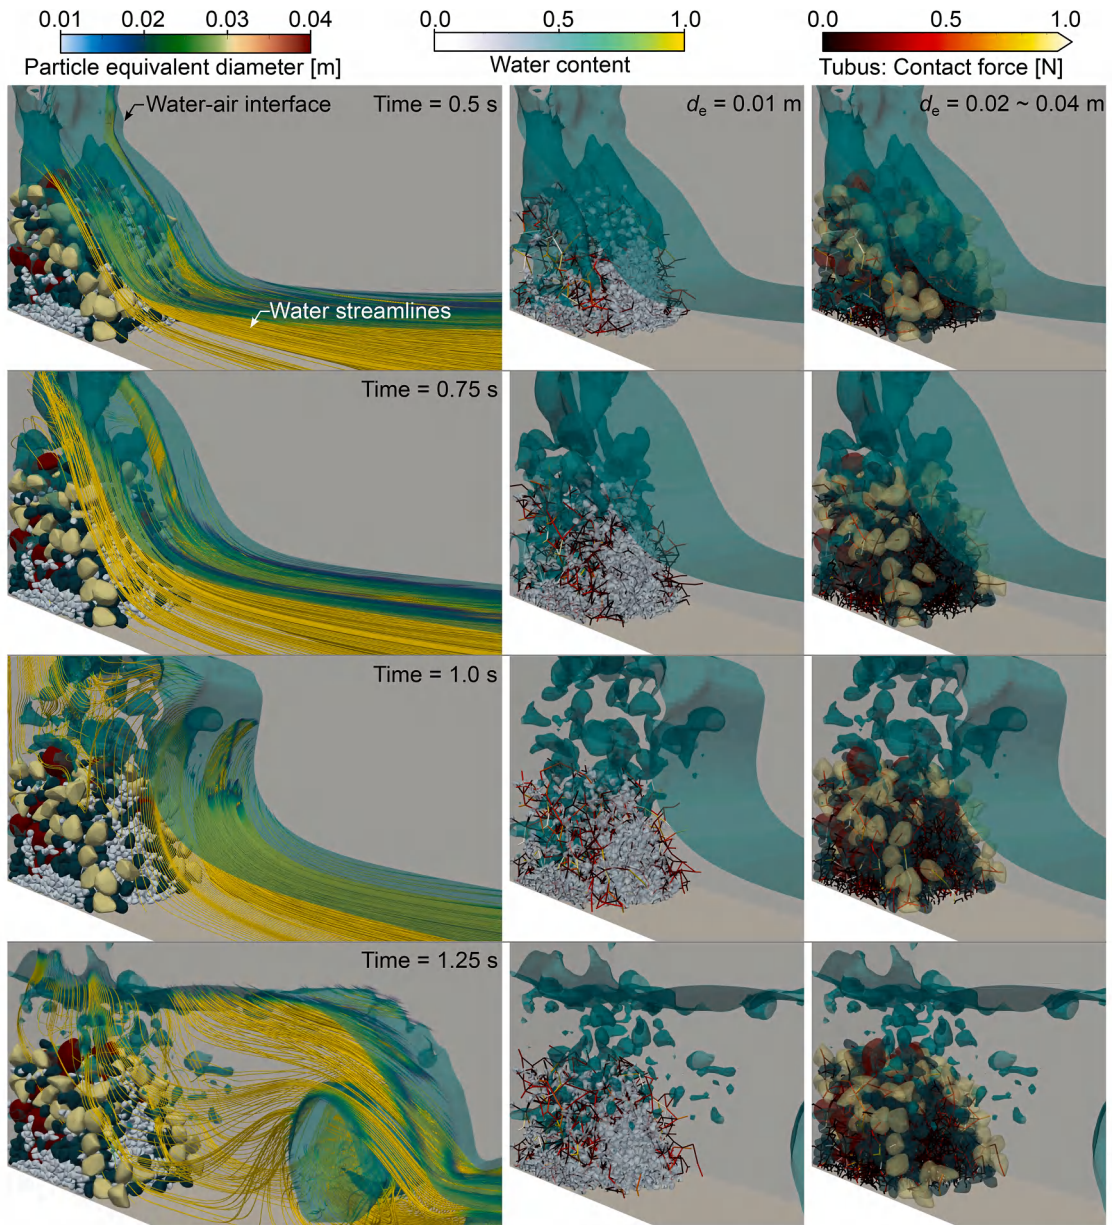 0.01 0.02 0.03 0.04
Particle equivalent diameter [m]
0.0 0.5 1.0
Water content
0.0 0.5 1.0
Tubus: Contact force [N]
Water-air interface
Time = 0.5 s
dₑ = 0.01 m
dₑ = 0.02 ~ 0.04 m
Water streamlines
Time = 0.75 s
Time = 1.0 s
Time = 1.25 s